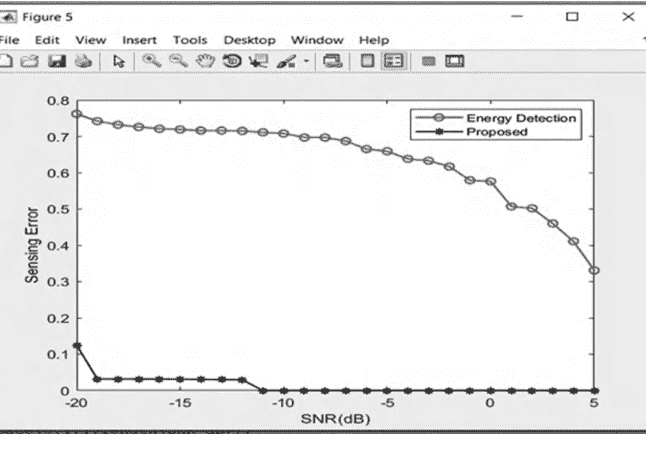 Figure 5
File Edit View Insert Tools Desktop Window Help
Energy Detection
Proposed
0.8
0.7
0.6
0.5
0.4
0.3
0.2
0.1
0
Sensing Error
-20 -15 -10 -5 0 5
SNR(dB)